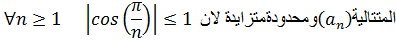 المتتالية (aₙ) ومحدودة متزايدة لان |cos(π/n)| ≤ 1   ∀n ≥ 1